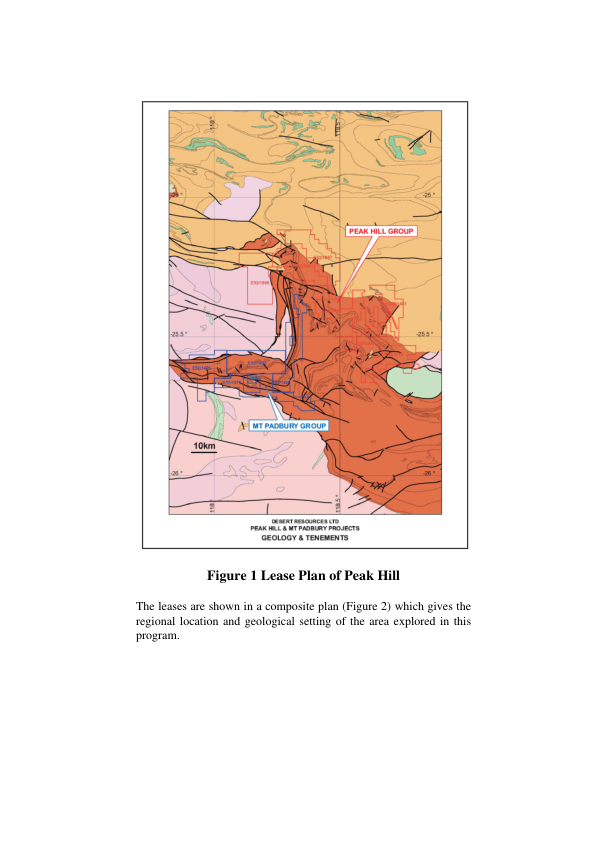 118 °
118.5 °
-25 °
PEAK HILL GROUP
-25.5 °
-25.5 °
MT PADBURY GROUP
10km
-26 °
-26 °
118.5 °
DESERT RESOURCES LTD
PEAK HILL & MT PADBURY PROJECTS
GEOLOGY & TENEMENTS
Figure 1 Lease Plan of Peak Hill
The leases are shown in a composite plan (Figure 2) which gives the
regional location and geological setting of the area explored in this
program.